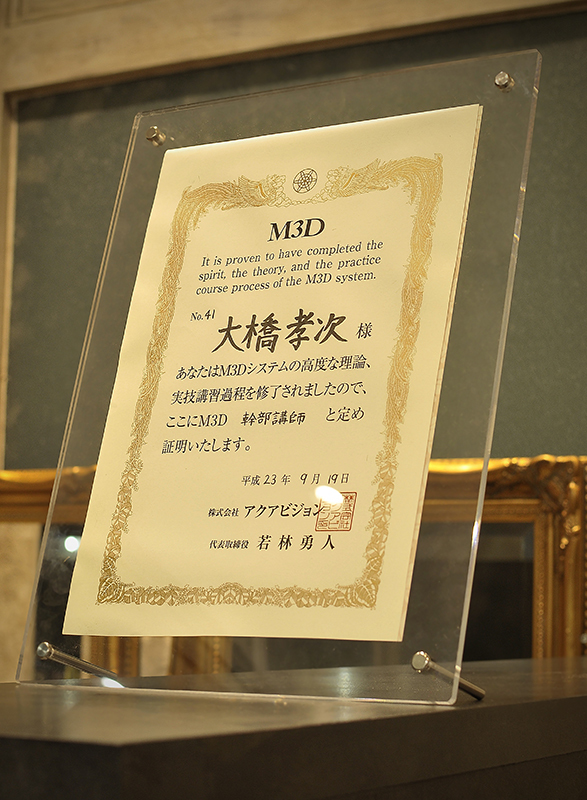 M3D
It is proven to have completed the
spirit, the theory, and the practice
course process of the M3D system.
No.41
大橋孝次 様
あなたはM3Dシステムの高度な理論、
実技講習過程を修了されましたので、
ここにM3D 幹部講師 と定め
証明いたします。
平成23年 9月19日
株式会社 アクアビジョン
代表取締役 若林勇人